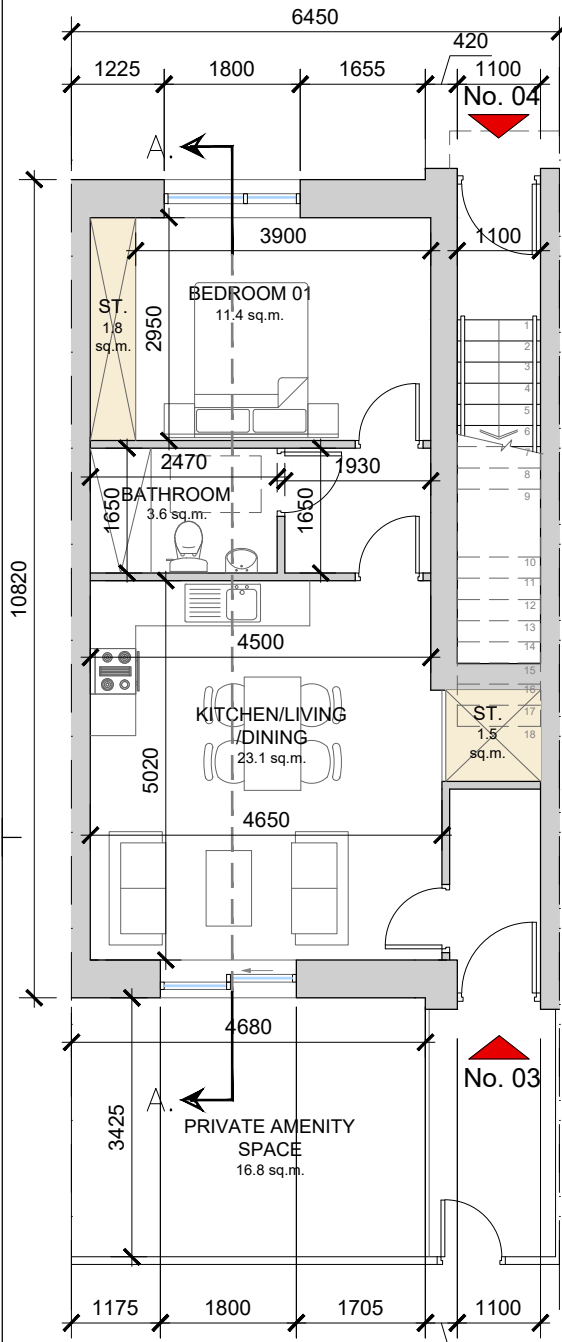 6450
420
1225
1800
1655
1100
No. 04
A.
3900
1100
BEDROOM 01
11.4 sq.m.
ST.
1.8
sq.m.
2950
1
2
3
4
5
6
7
8
9
10
11
12
13
14
15
16
17
18
2470
1930
BATHROOM
3.6 sq.m.
1650
1650
10820
4500
KITCHEN/LIVING
/DINING
23.1 sq.m.
ST.
1.5
sq.m.
5020
4650
4680
No. 03
A.
3425
PRIVATE AMENITY
SPACE
16.8 sq.m.
1175
1800
1705
1100